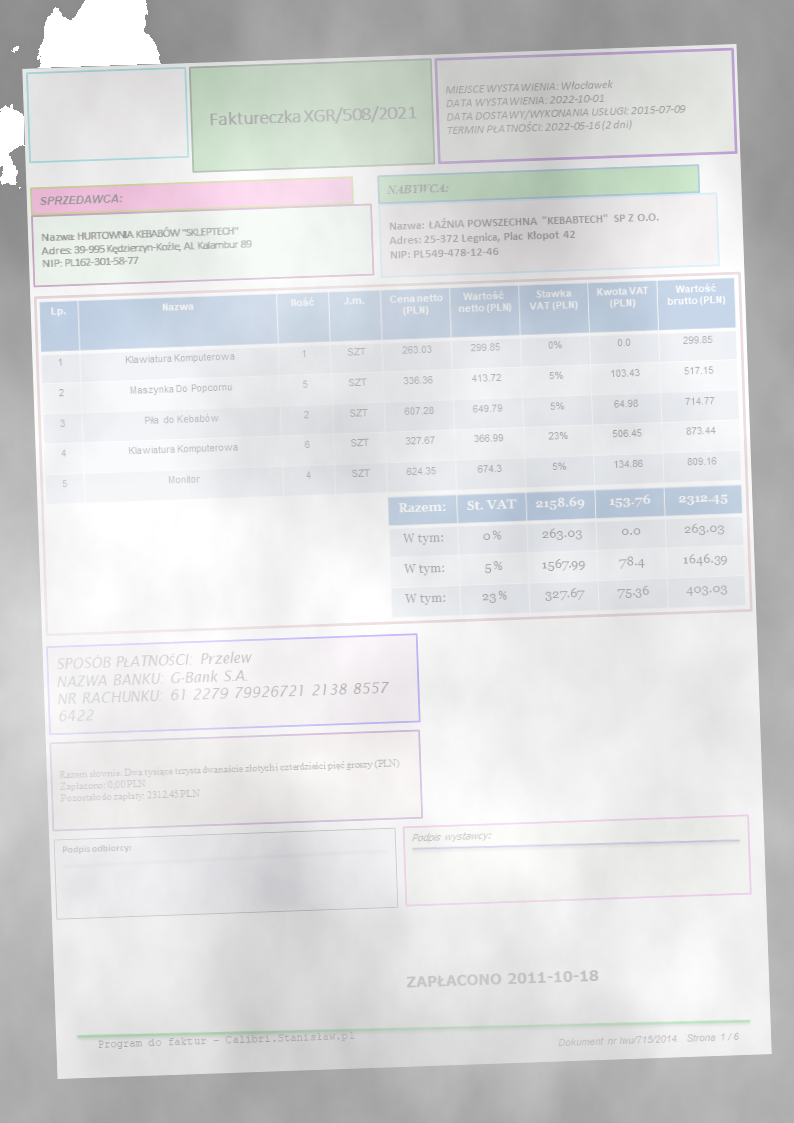 Faktureczka XGR/508/2021
MIEJSCE WYSTAWIENIA: Włocławek
DATA WYSTAWIENIA: 2022-10-01
DATA DOSTAWY/WYKONANIA USŁUGI: 2015-07-09
TERMIN PŁATNOŚCI: 2022-05-16 (2 dni)
SPRZEDAWCA:
Nazwa: HURTOWNIA KEBABÓW "SKLEPTECH"
Adres: 39-995 Kędzierzyn-Koźle, Al. Kalambur 89
NIP: PL162-301-58-77
NABYWCA:
Nazwa: ŁAŹNIA POWSZECHNA "KEBABTECH" SP Z O.O.
Adres: 25-372 Legnica, Plac Kłopot 42
NIP: PL549-478-12-46
Lp. Nazwa Ilość J.m. Cena netto (PLN) Wartość netto (PLN) Stawka VAT (PLN) Kwota VAT (PLN) Wartość brutto (PLN)
1 Klawiatura Komputerowa 1 SZT 263.03 299.85 0% 0.0 299.85
2 Maszynka Do Popcornu 5 SZT 336.36 413.72 5% 103.43 517.15
3 Piła do Kebabów 2 SZT 607.28 649.79 5% 64.98 714.77
4 Klawiatura Komputerowa 6 SZT 327.67 366.99 23% 506.45 873.44
5 Monitor 4 SZT 624.35 674.3 5% 134.86 809.16
Razem: St. VAT 2158.69 153.76 2312.45
W tym: 0% 263.03 0.0 263.03
W tym: 5% 1567.99 78.4 1646.39
W tym: 23% 327.67 75.36 403.03
SPOSÓB PŁATNOŚCI: Przelew
NAZWA BANKU: G-Bank S.A.
NR RACHUNKU: 61 2279 79926721 2138 8557
6422
Razem słownie: Dwa tysiące trzysta dwanaście złotych i czterdzieści pięć groszy (PLN)
Zapłacono: 0,00 PLN
Pozostało do zapłaty: 2312,45 PLN
Podpis odbiorcy:
Podpis wystawcy:
ZAPŁACONO 2011-10-18
Program do faktur – Calibri.Stanisław.pl
Dokument nr lwu/715/2014 Strona 1 / 6